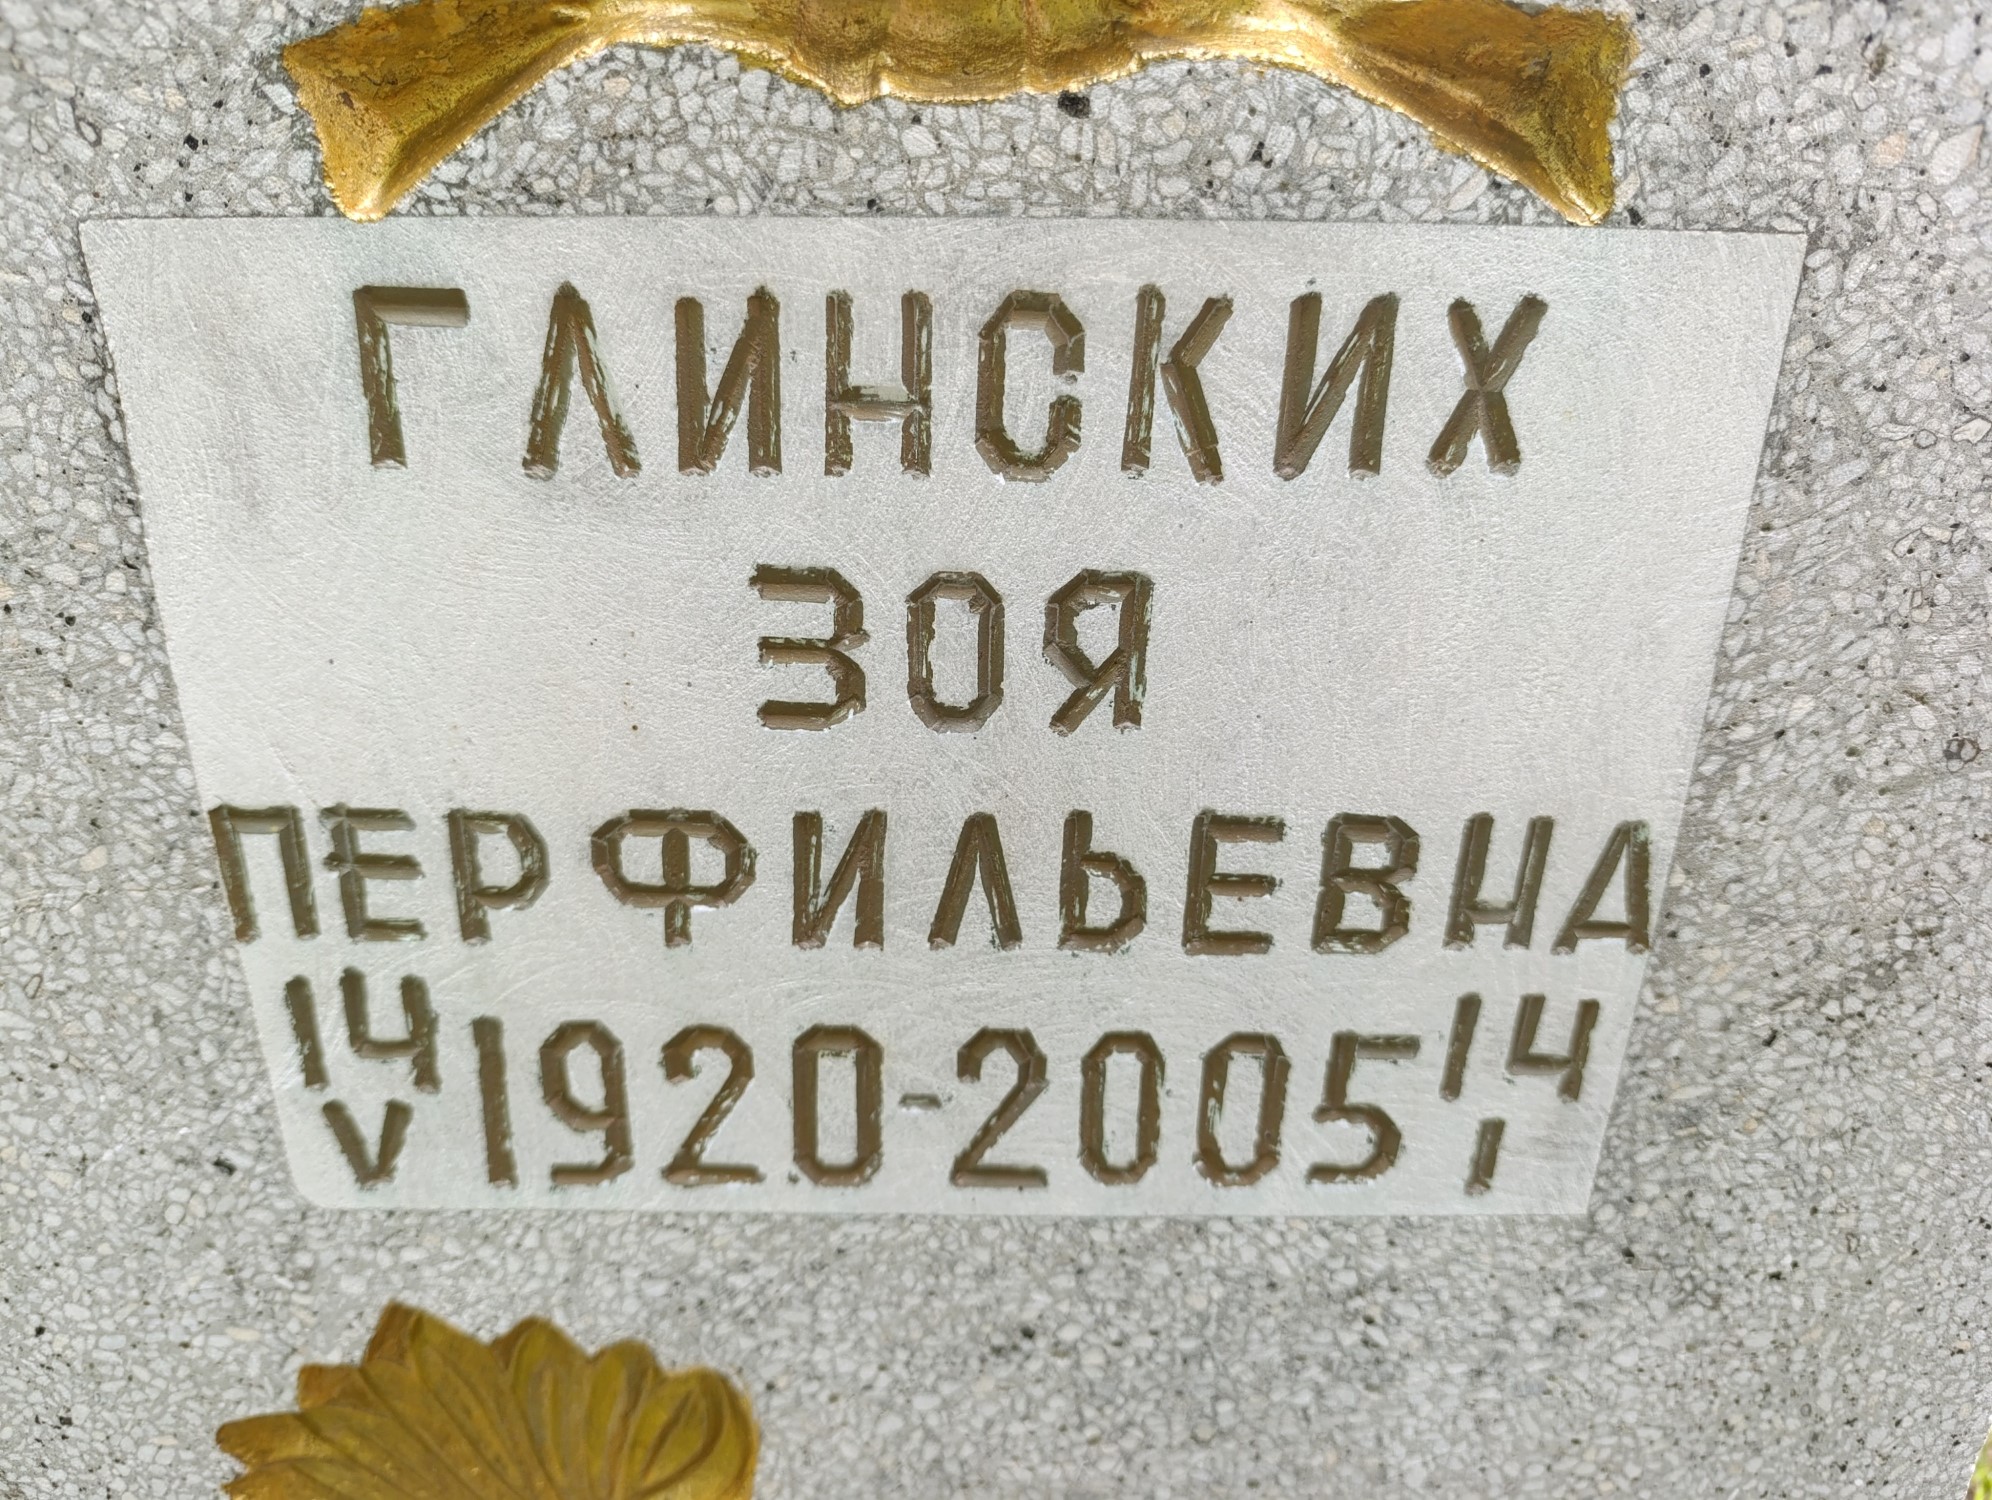 ГЛИНСКИХ
ЗОЯ
ПЕРФИЛЬЕВНА
14 V 1920-2005 14 I